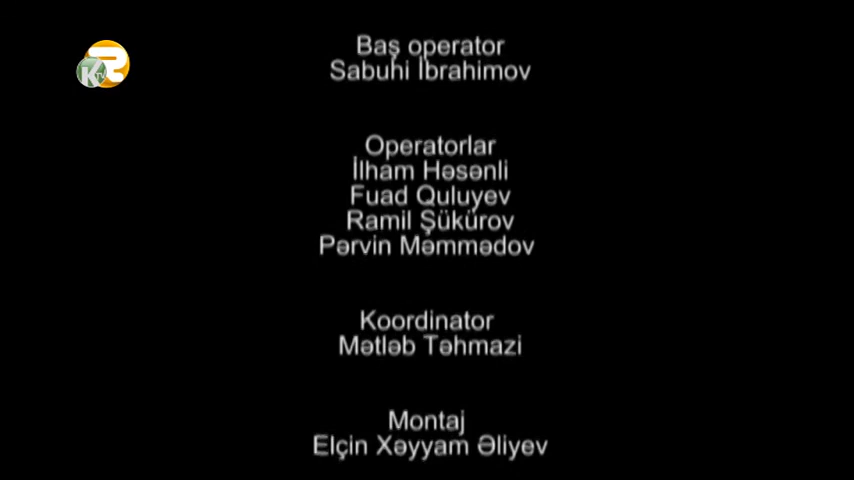 KTV
Baş operator
Sabuhi İbrahimov
Operatorlar
İlham Həsənli
Fuad Quluyev
Ramil Şükürov
Pərvin Məmmədov
Koordinator
Mətləb Təhmazi
Montaj
Elçin Xəyyam Əliyev